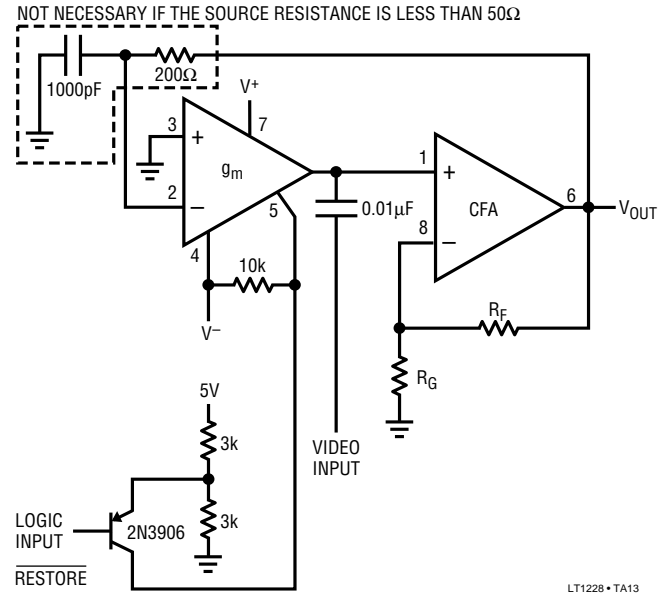 NOT NECESSARY IF THE SOURCE RESISTANCE IS LESS THAN 50Ω
1000pF
200Ω
V+
3
+
7
gm
2
–
5
4
10k
V–
0.01µF
1
+
CFA
6
VOUT
8
–
RF
RG
5V
3k
3k
VIDEO
INPUT
LOGIC
INPUT
2N3906
RESTORE
LT1228 • TA13